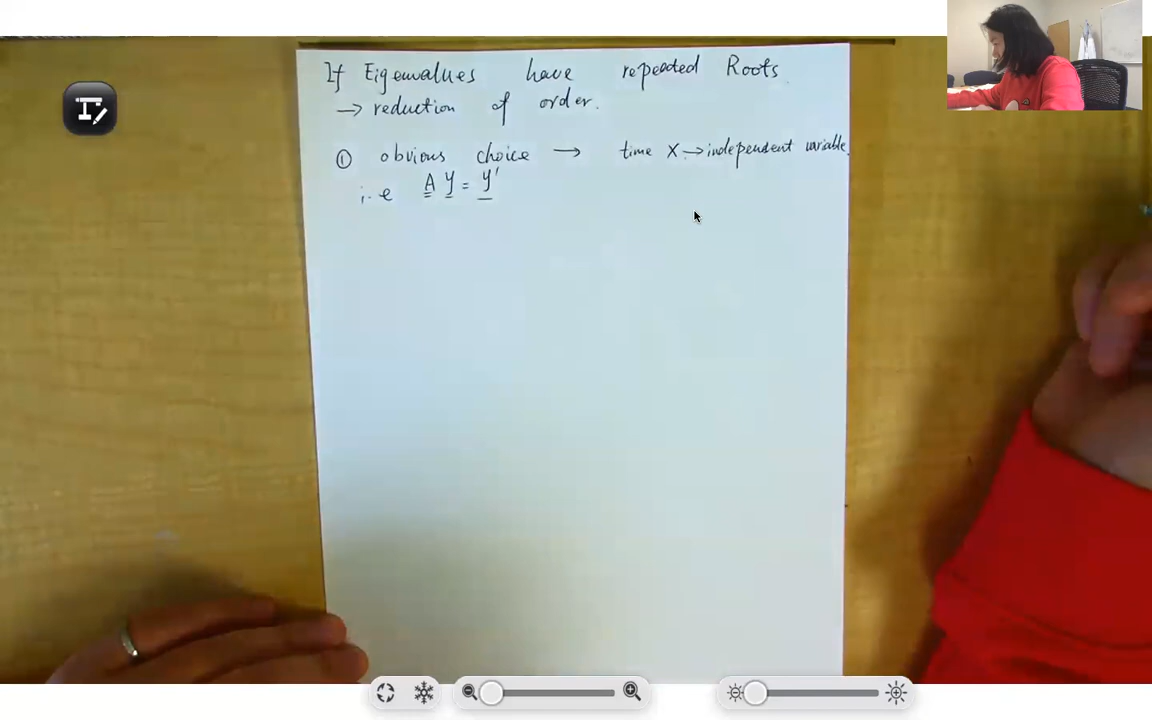 If Eigenvalues have repeated Roots
→ reduction of order.
① obvious choice → time X → independent variable.
i.e A y = y'